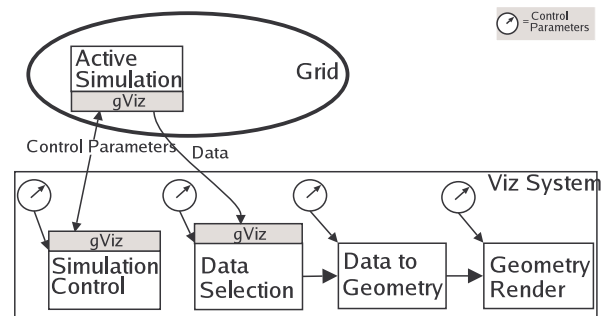 = Control
Parameters
Active
Simulation
gViz
Grid
Control Parameters
Data
Viz System
gViz
Simulation
Control
gViz
Data
Selection
Data to
Geometry
Geometry
Render